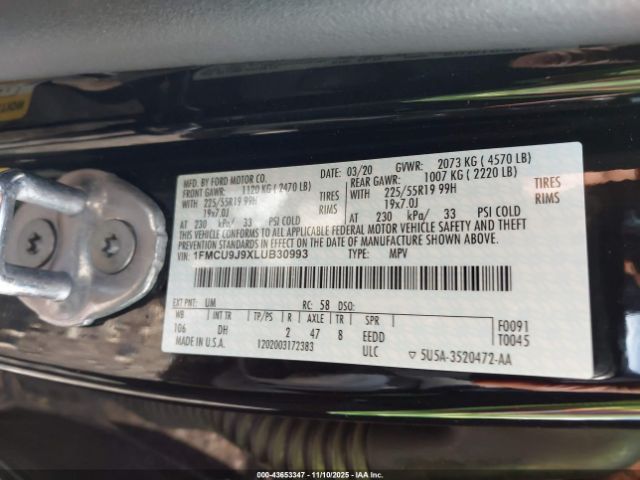 MFD. BY FORD MOTOR CO. 03/20 GVWR: 2073 KG ( 4570 LB)
FRONT GAWR: 1120 KG ( 2470 LB) REAR GAWR: 1007 KG ( 2220 LB)
WITH 225/55R19 99H TIRES WITH 225/55R19 99H TIRES
19x7.0J RIMS 19x7.0J RIMS
AT 230 kPa/ 33 PSI COLD AT 230 kPa/ 33 PSI COLD
THIS VEHICLE CONFORMS TO ALL APPLICABLE FEDERAL MOTOR VEHICLE SAFETY AND THEFT
PREVENTION STANDARDS IN EFFECT ON THE DATE OF MANUFACTURE SHOWN ABOVE.
VIN: 1FMCU9J9XLUB30993 TYPE: MPV
EXT PNT: UM RC: 58 DSO:
WB INT TR TP/PS R AXLE TR SPR F0091
106 DH 2 47 8 EEDD T0045
MADE IN U.S.A. 1202003172383 ULC 5U5A-3520472-AA
000-43653347 - 11/10/2025 - IAAI.COM